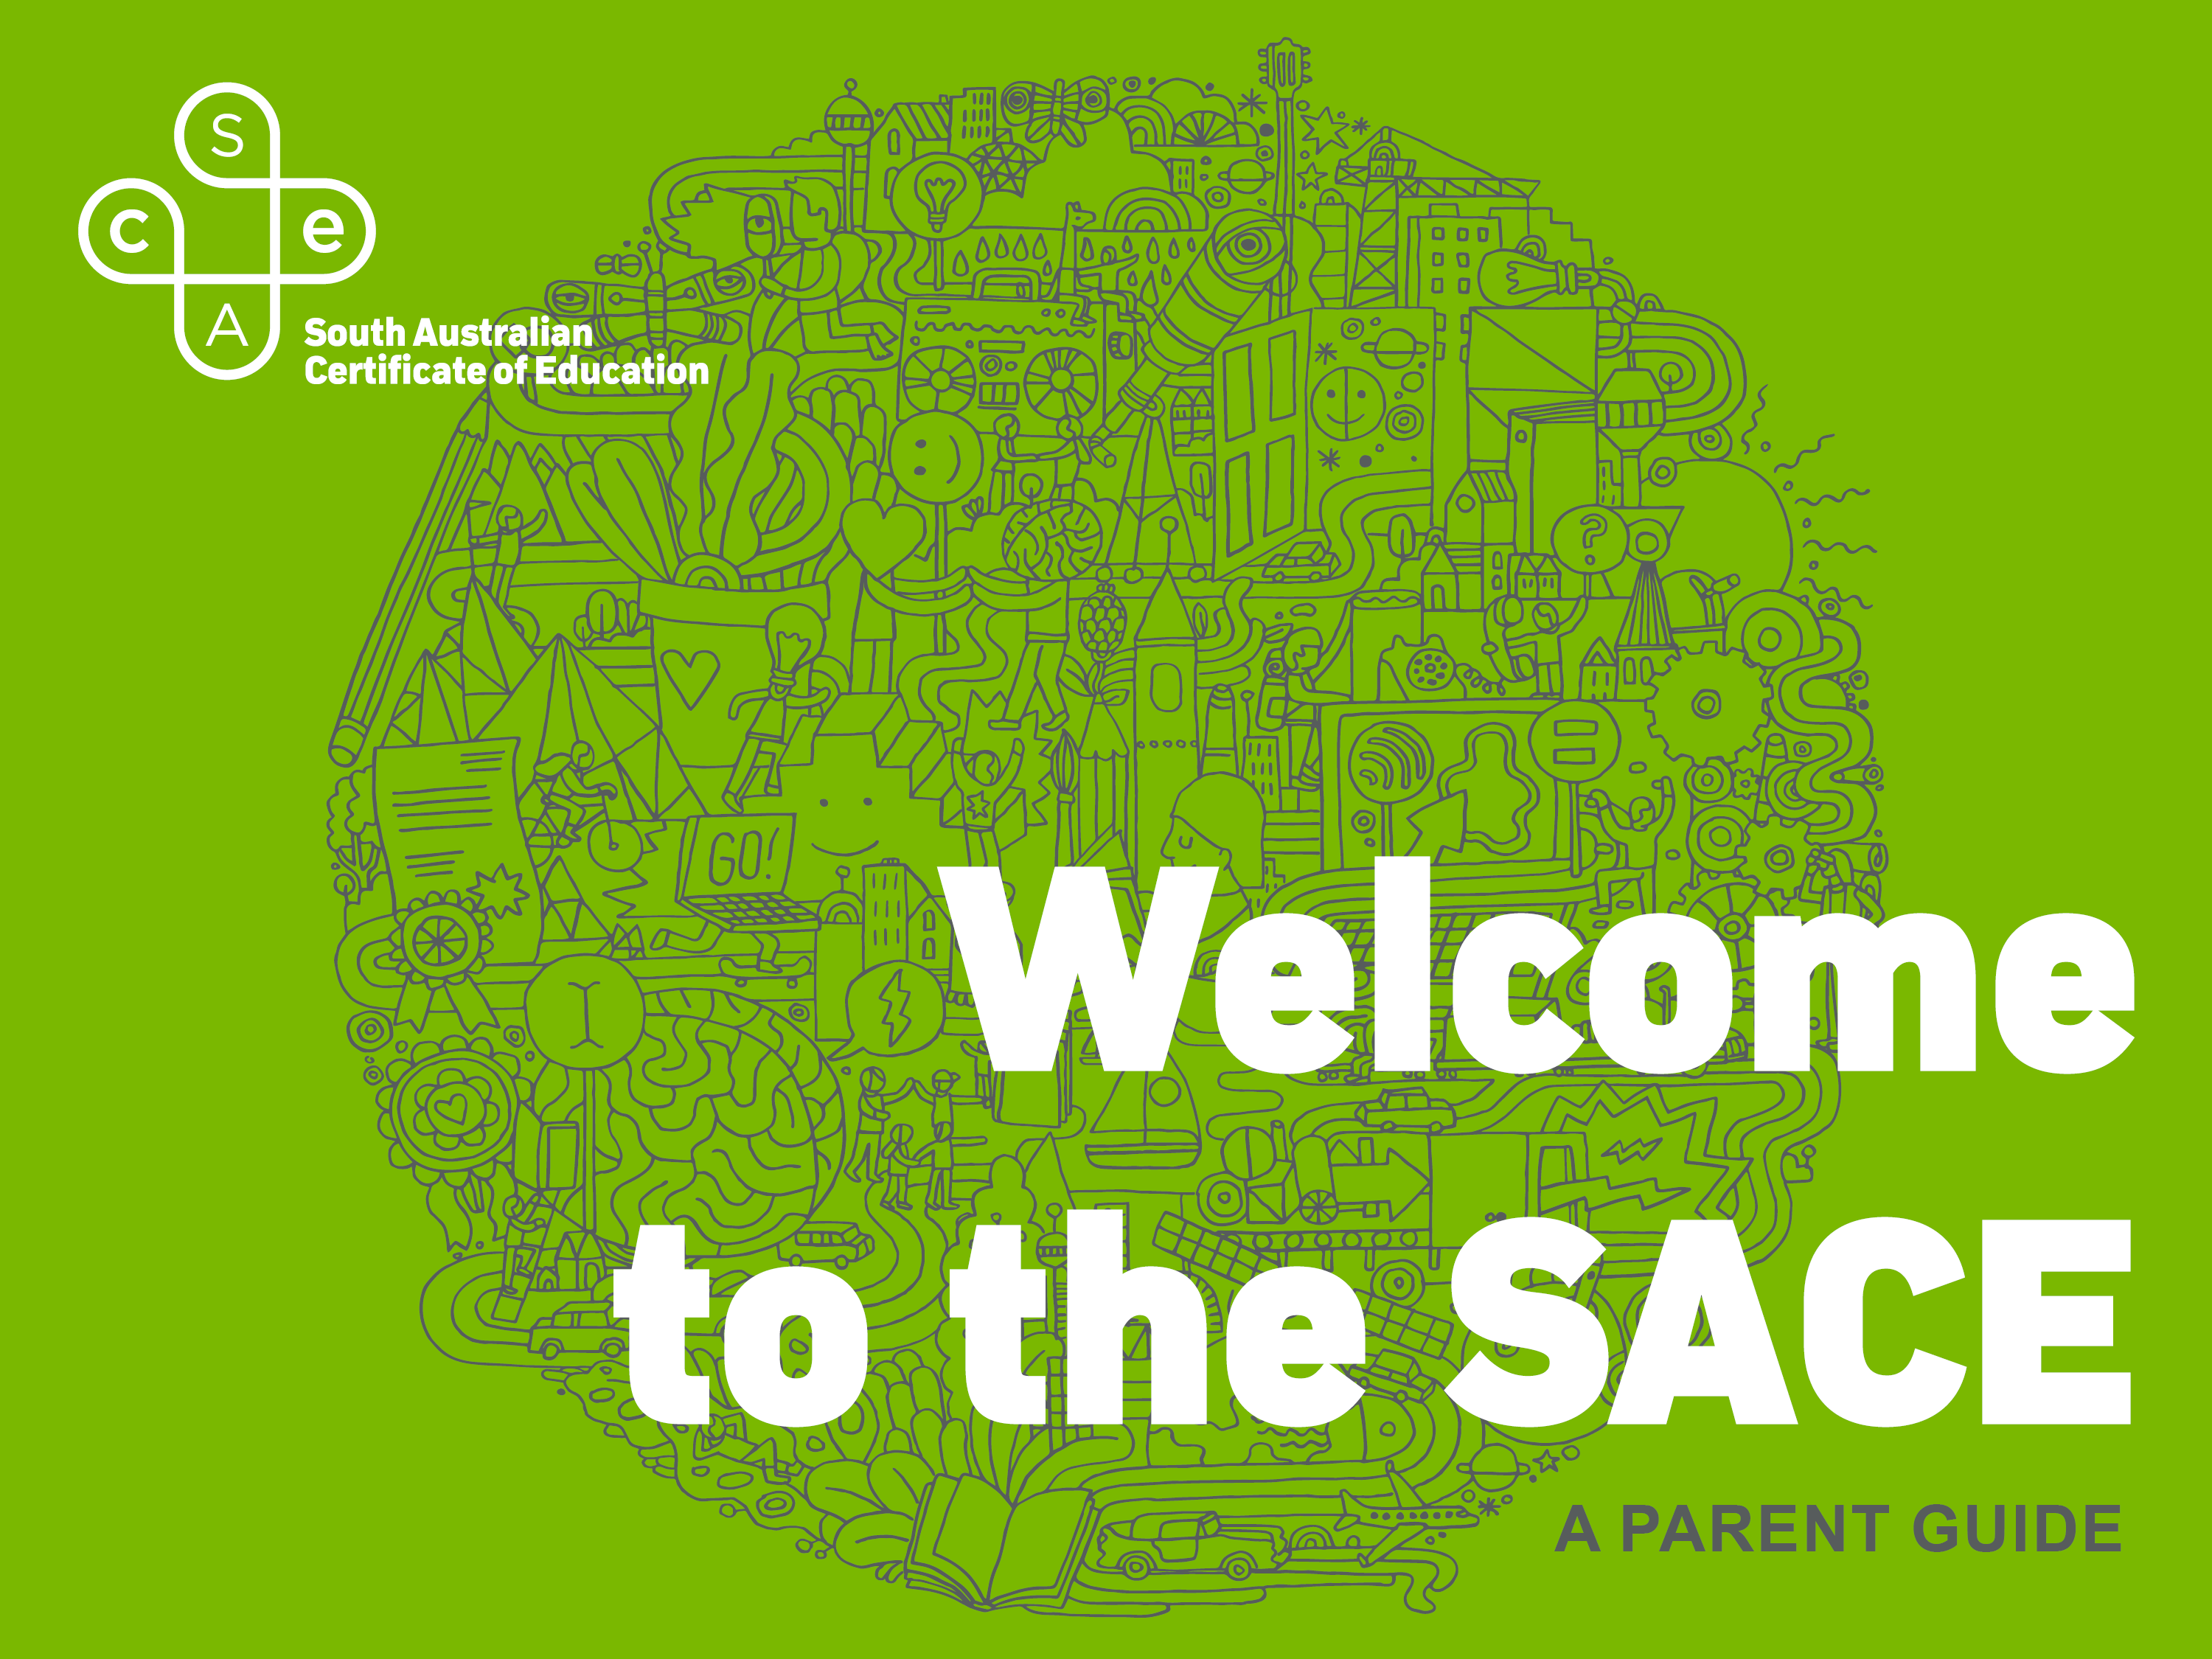 S
c e
A
South Australian
Certificate of Education
GO!
?
Welcome
to the SACE
A PARENT GUIDE